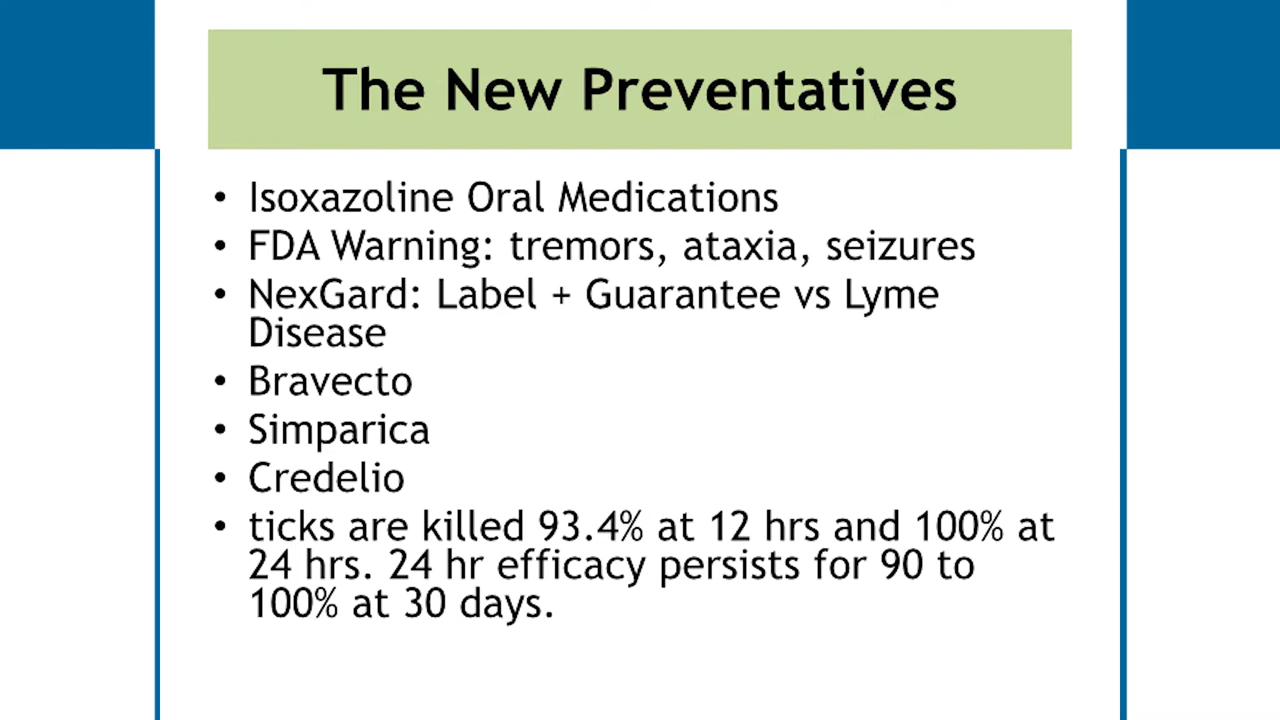 The New Preventatives
• Isoxazoline Oral Medications
• FDA Warning: tremors, ataxia, seizures
• NexGard: Label + Guarantee vs Lyme
Disease
• Bravecto
• Simparica
• Credelio
• ticks are killed 93.4% at 12 hrs and 100% at
24 hrs. 24 hr efficacy persists for 90 to
100% at 30 days.